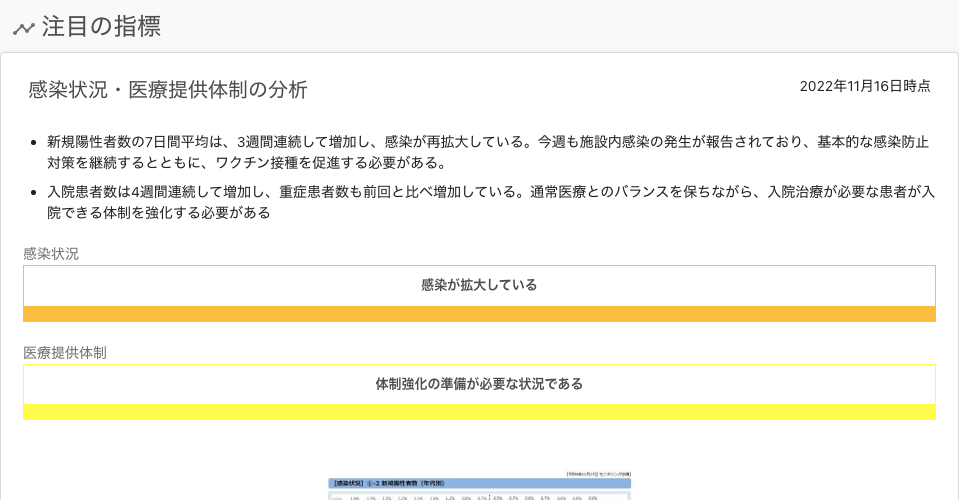 注目の指標
感染状況・医療提供体制の分析
2022年11月16日時点
新規陽性者数の7日間平均は、3週間連続して増加し、感染が再拡大している。今週も施設内感染の発生が報告されており、基本的な感染防止
対策を継続するとともに、ワクチン接種を促進する必要がある。
入院患者数は4週間連続して増加し、重症患者数も前回と比べ増加している。通常医療とのバランスを保ちながら、入院治療が必要な患者が入
院できる体制を強化する必要がある
感染状況
感染が拡大している
医療提供体制
体制強化の準備が必要な状況である
【感染状況】①-2 新規陽性者数（年代別）